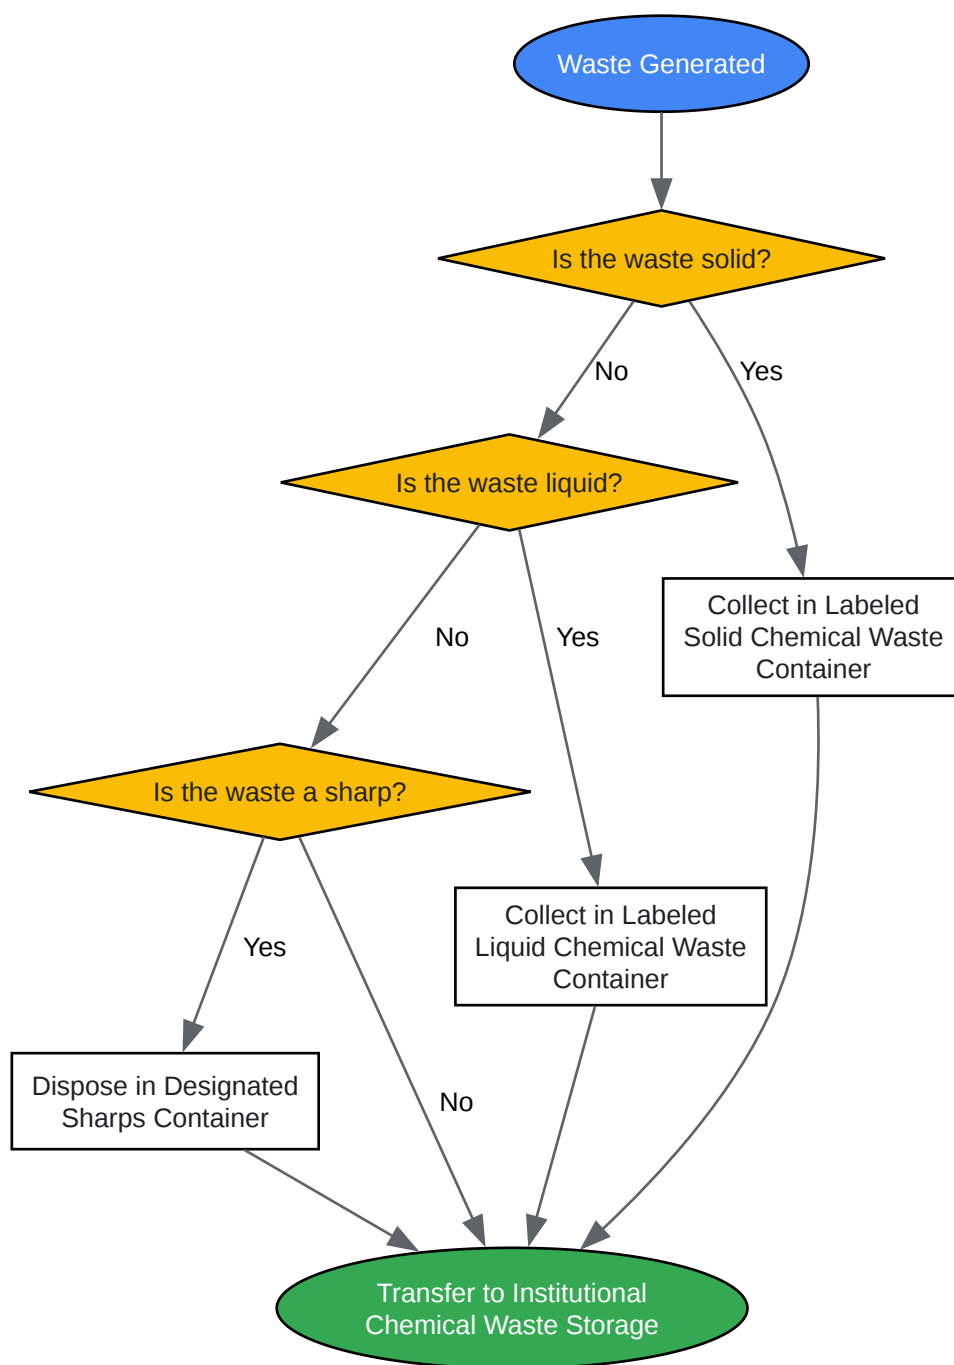 Waste Generated
Is the waste solid?
No
Yes
Is the waste liquid?
Collect in Labeled
Solid Chemical Waste
Container
No
Yes
Is the waste a sharp?
Collect in Labeled
Liquid Chemical Waste
Container
Yes
Dispose in Designated
Sharps Container
No
Transfer to Institutional
Chemical Waste Storage